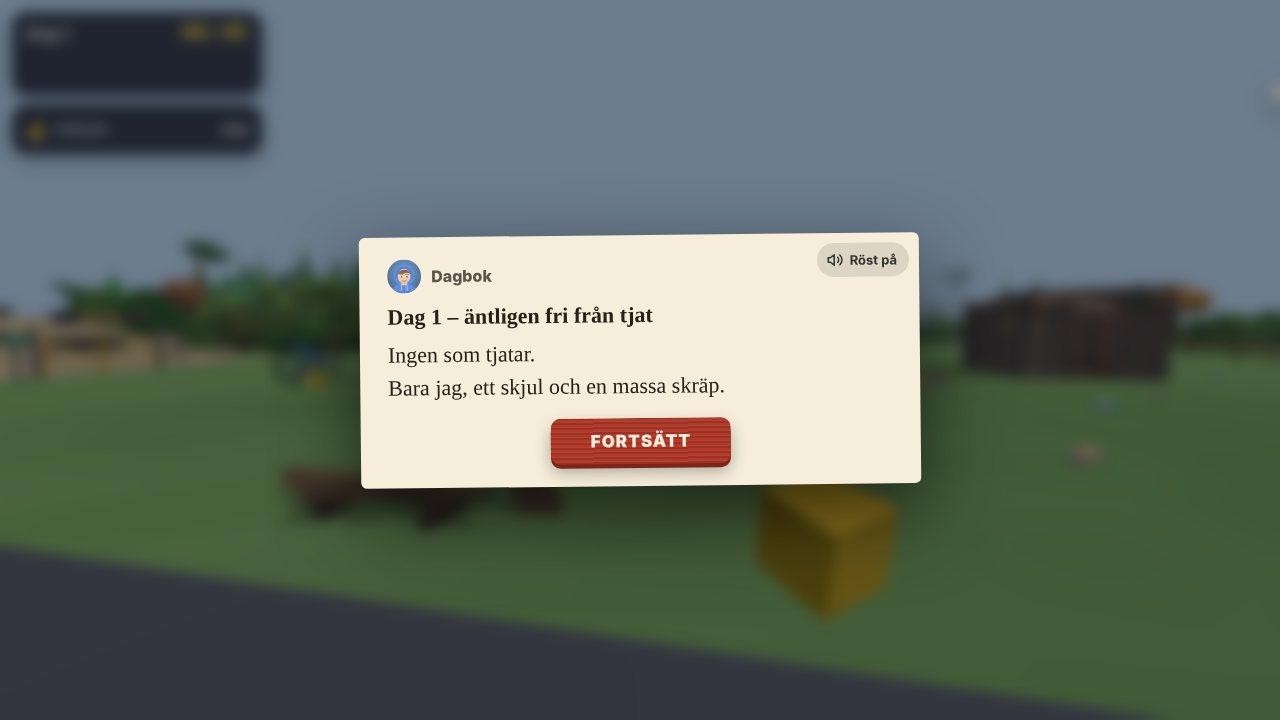 Dagbok
Röst på
Dag 1 – äntligen fri från tjat
Ingen som tjatar.
Bara jag, ett skjul och en massa skräp.
FORTSÄTT